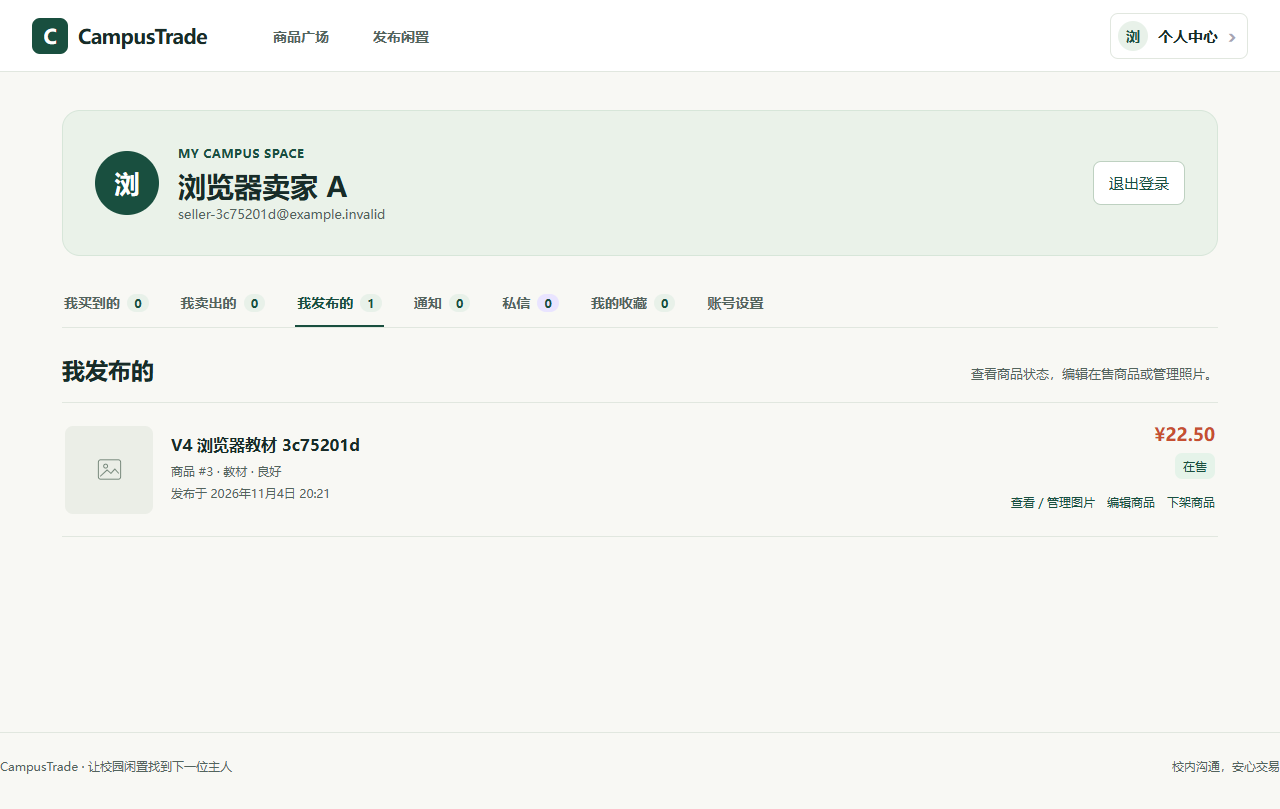 C CampusTrade 商品广场 发布闲置 浏 个人中心 ›
浏
MY CAMPUS SPACE
浏览器卖家 A
seller-3c75201d@example.invalid
退出登录
我买到的 0 我卖出的 0 我发布的 1 通知 0 私信 0 我的收藏 0 账号设置
我发布的
查看商品状态，编辑在售商品或管理照片。
V4 浏览器教材 3c75201d
商品 #3 · 教材 · 良好
发布于 2026年11月4日 20:21
¥22.50
在售
查看 / 管理图片 编辑商品 下架商品
CampusTrade · 让校园闲置找到下一位主人
校内沟通，安心交易